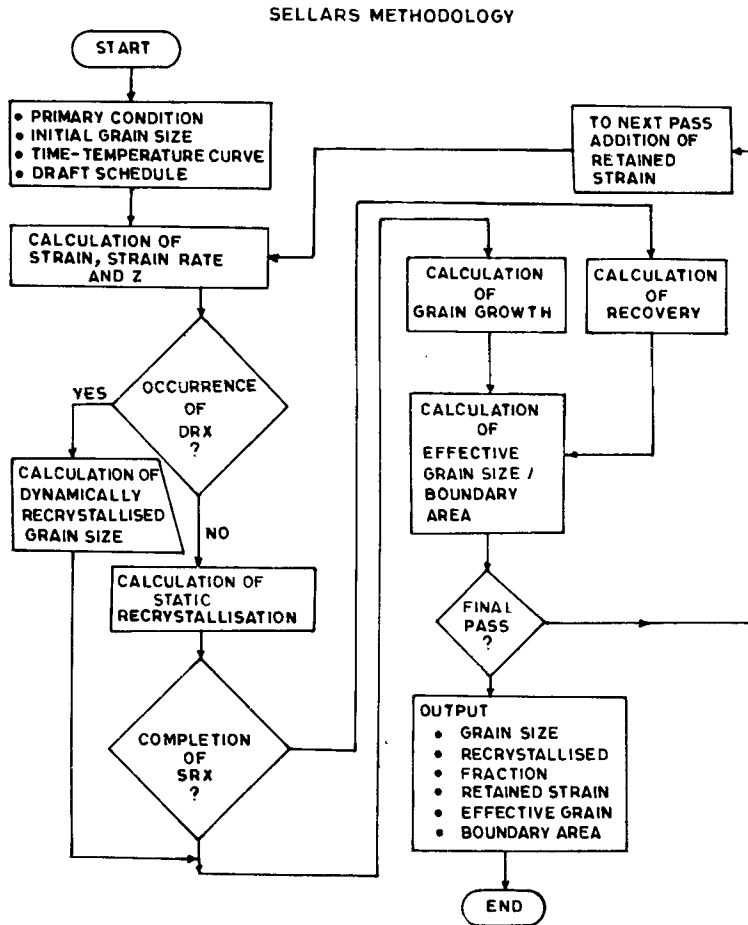 SELLARS METHODOLOGY
START
• PRIMARY CONDITION
• INITIAL GRAIN SIZE
• TIME-TEMPERATURE CURVE
• DRAFT SCHEDULE
CALCULATION OF
STRAIN, STRAIN RATE
AND Z
OCCURRENCE
OF
DRX
?
YES
NO
CALCULATION OF
DYNAMICALLY
RECRYSTALLISED
GRAIN SIZE
CALCULATION OF
STATIC
RECRYSTALLISATION
COMPLETION
OF
SRX
?
TO NEXT PASS
ADDITION OF
RETAINED
STRAIN
CALCULATION
OF
GRAIN GROWTH
CALCULATION
OF
RECOVERY
CALCULATION
OF
EFFECTIVE
GRAIN SIZE /
BOUNDARY
AREA
FINAL
PASS
?
OUTPUT
• GRAIN SIZE
• RECRYSTALLISED
• FRACTION
• RETAINED STRAIN
• EFFECTIVE GRAIN
• BOUNDARY AREA
END